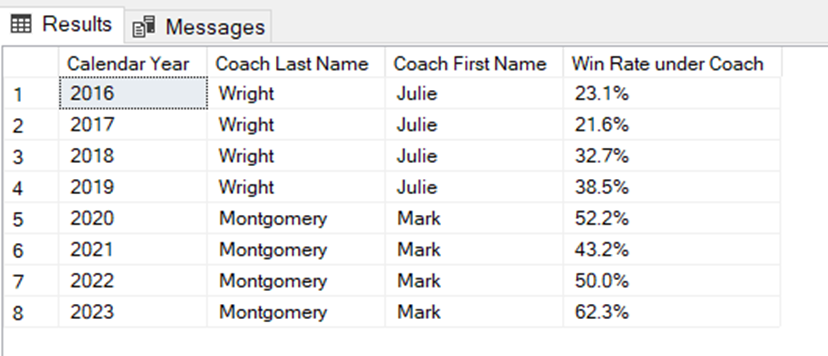 Results Messages
Calendar Year Coach Last Name Coach First Name Win Rate under Coach
1 2016 Wright Julie 23.1%
2 2017 Wright Julie 21.6%
3 2018 Wright Julie 32.7%
4 2019 Wright Julie 38.5%
5 2020 Montgomery Mark 52.2%
6 2021 Montgomery Mark 43.2%
7 2022 Montgomery Mark 50.0%
8 2023 Montgomery Mark 62.3%